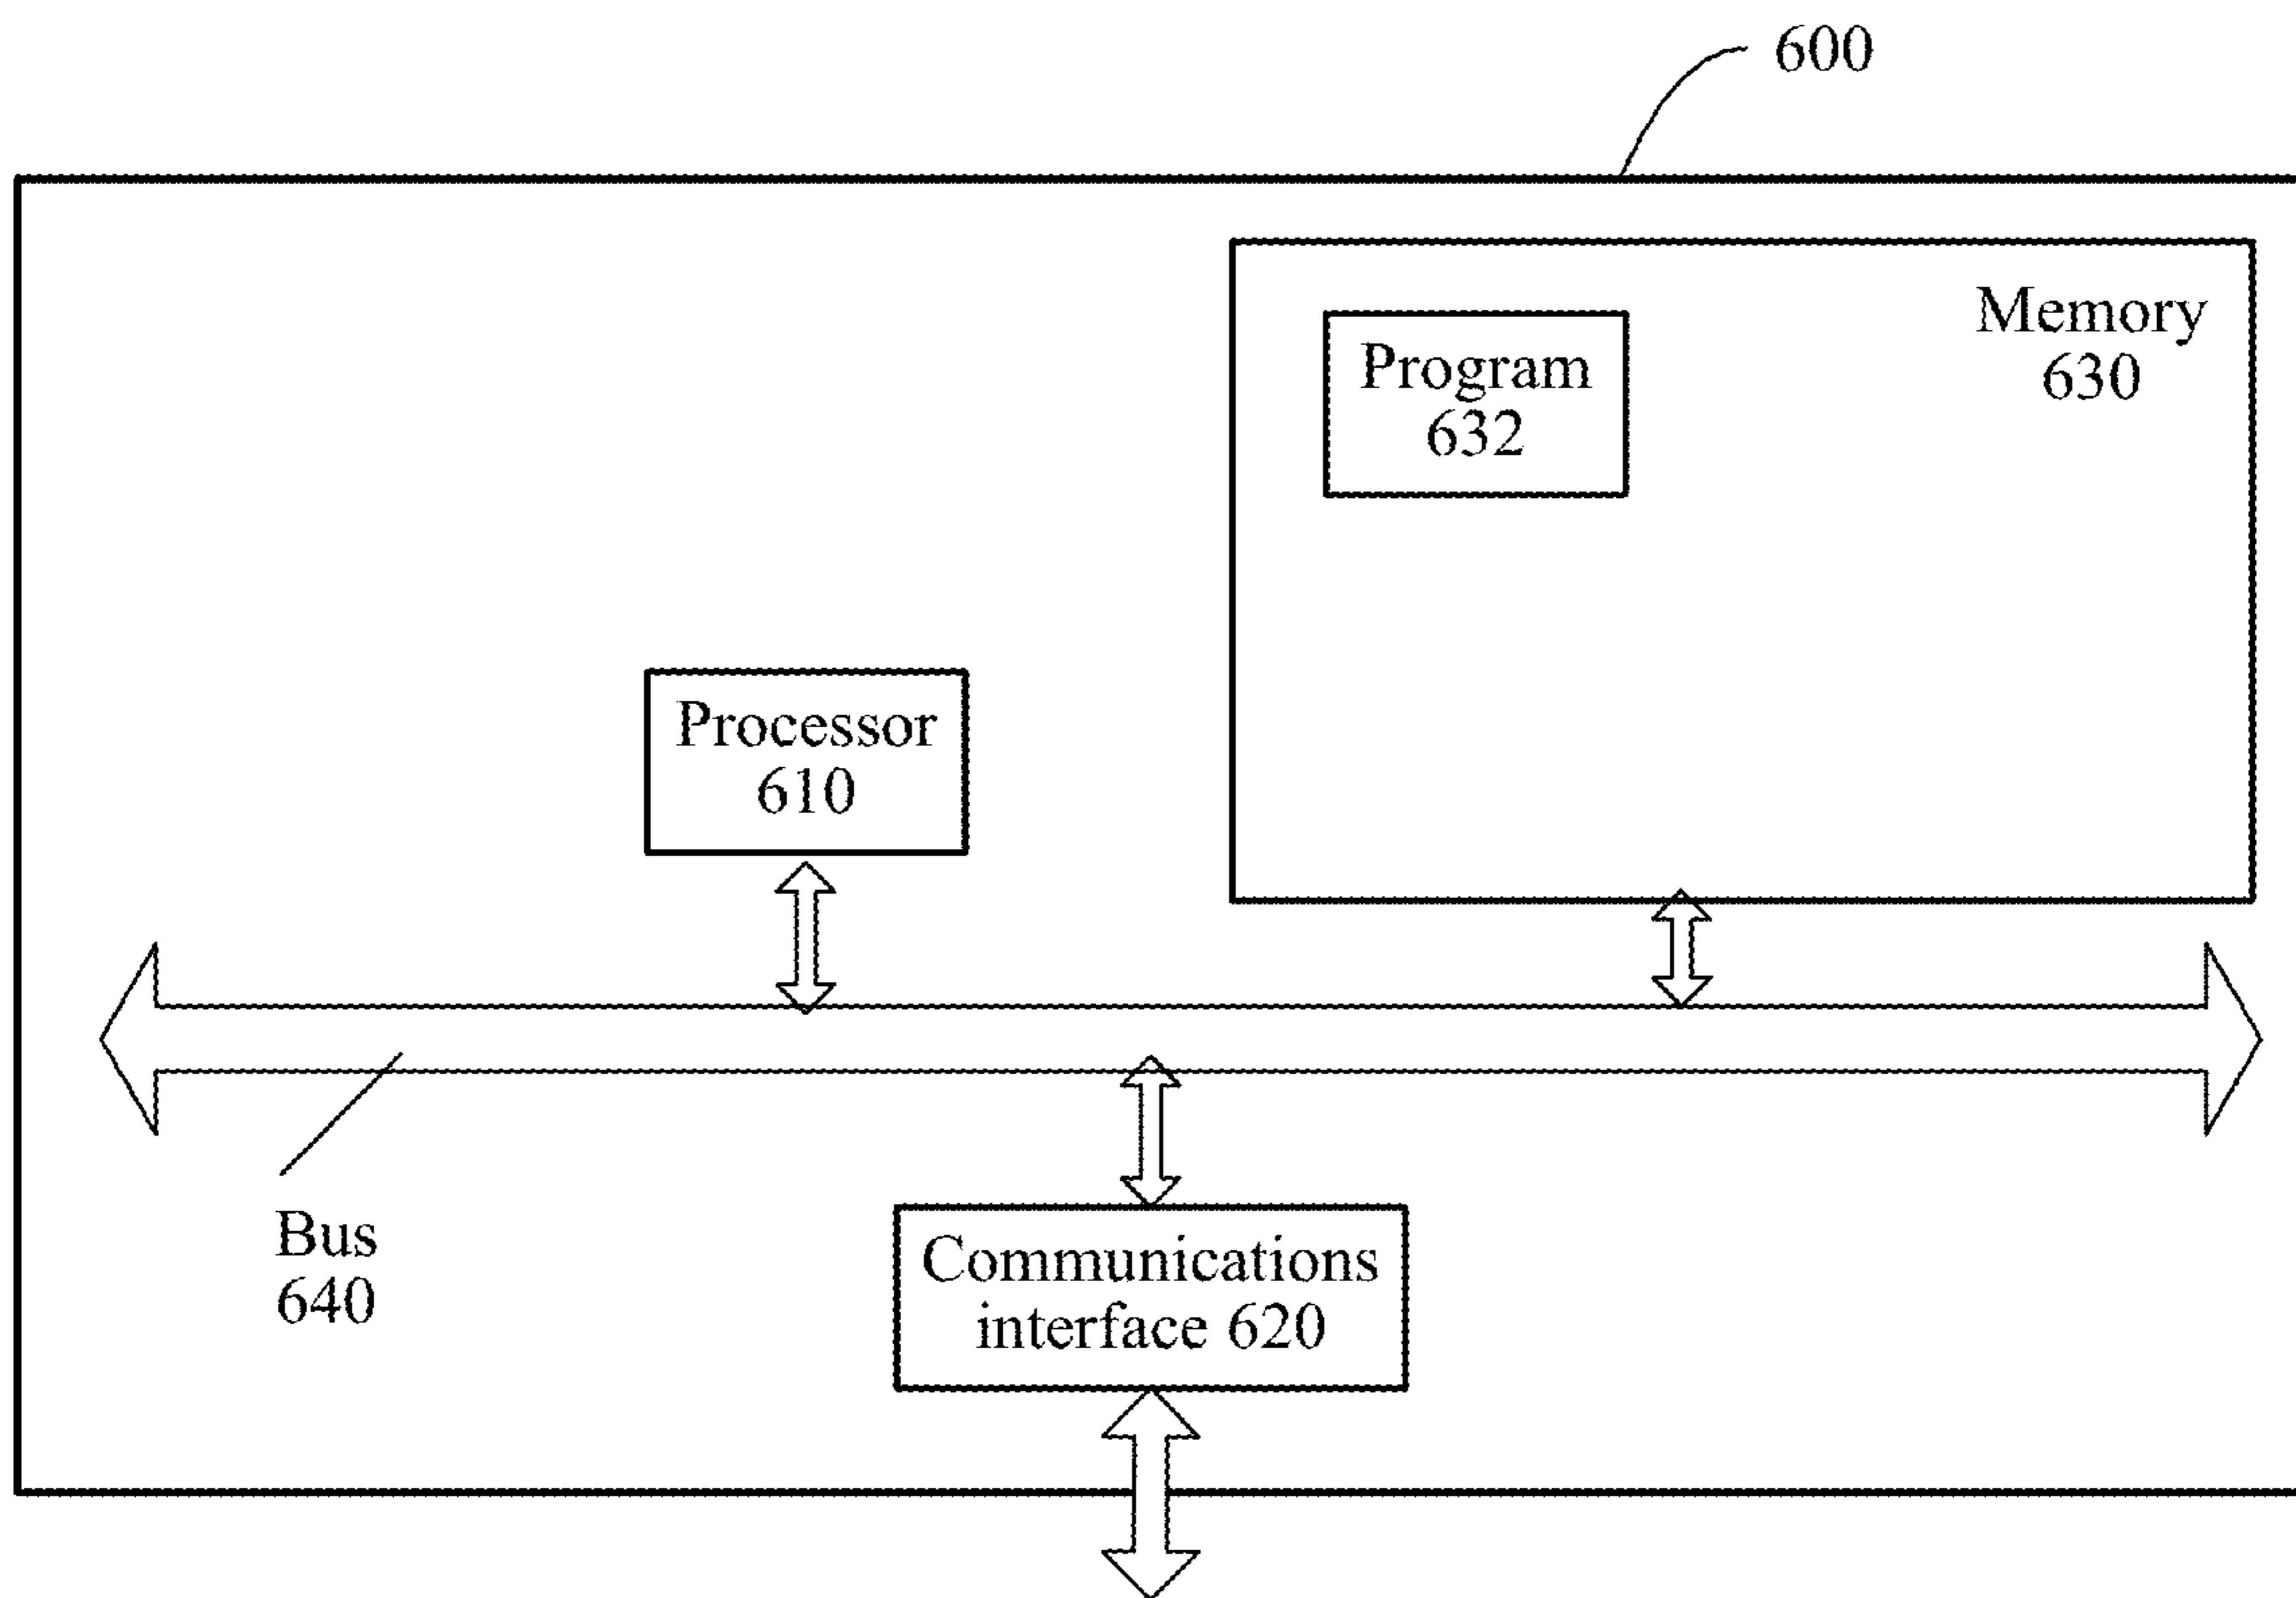 600
Memory
630
Program
632
Processor
610
Bus
640
Communications
interface 620